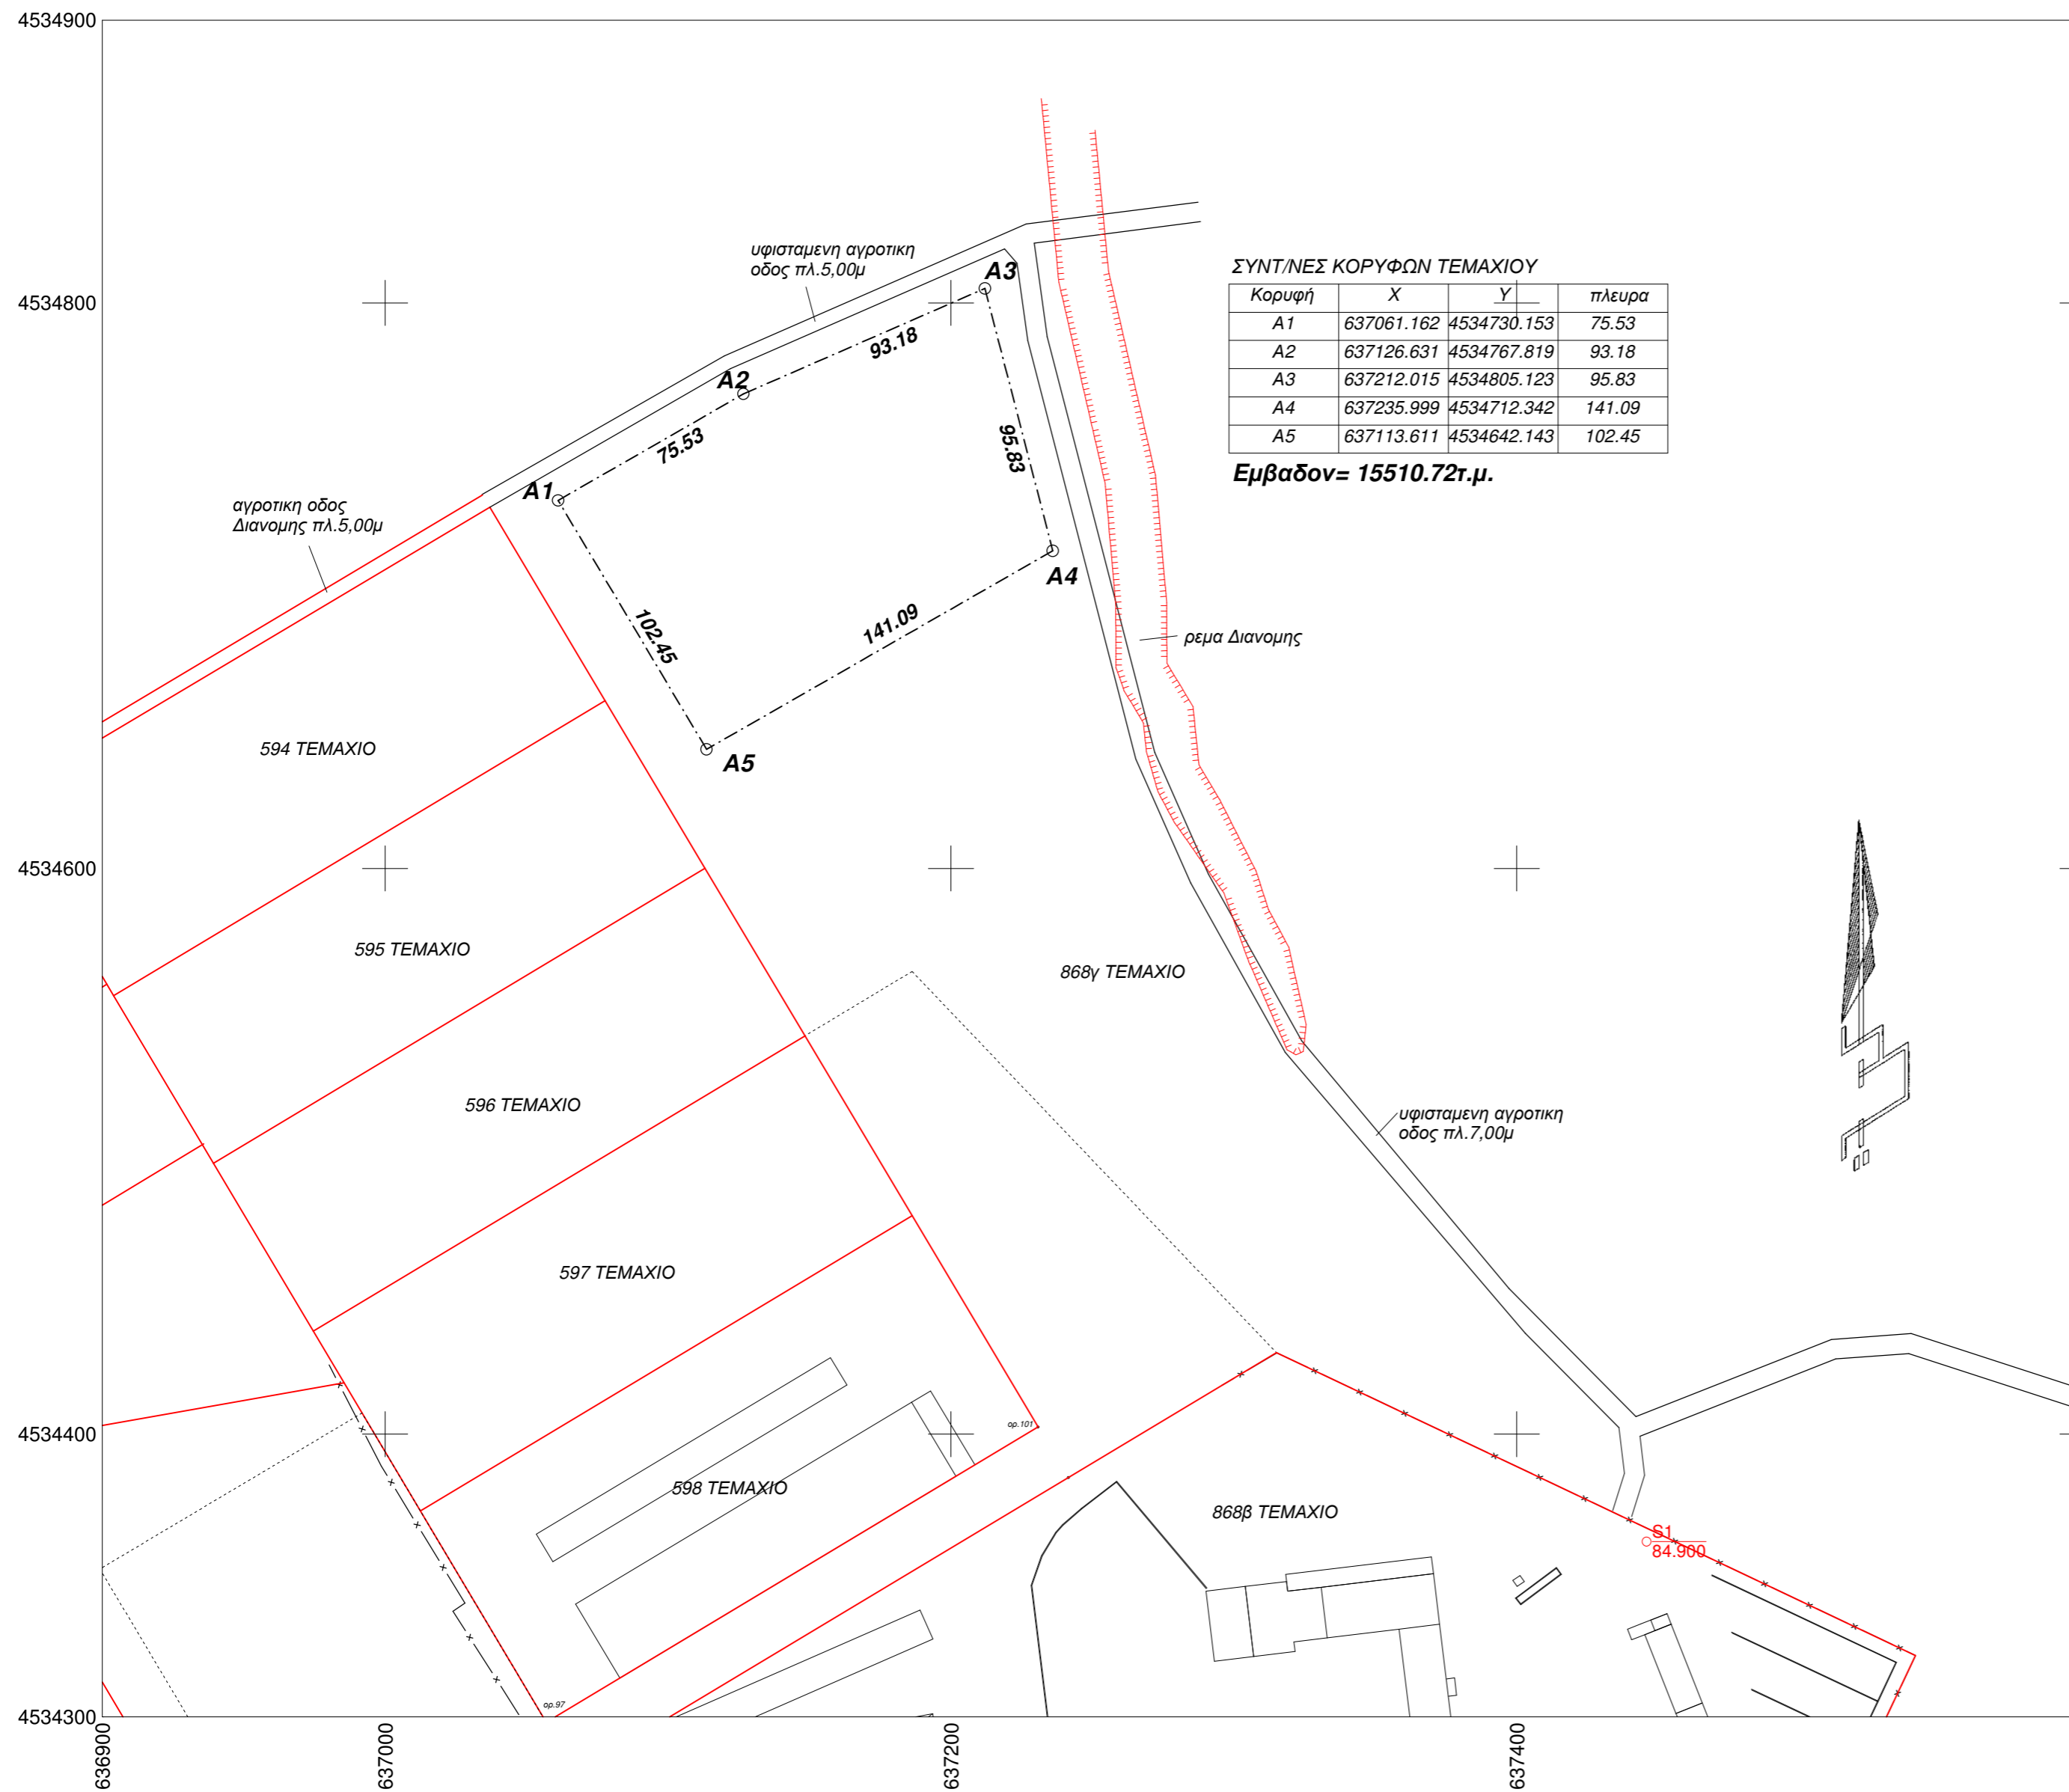 4534900
υφισταμενη αγροτικη
οδος πλ.5,00μ
A3
ΣΥΝΤ/ΝΕΣ ΚΟΡΥΦΩΝ ΤΕΜΑΧΙΟΥ
Κορυφή X Y πλευρα
A1 637061.162 4534730.153 75.53
A2 637126.631 4534767.819 93.18
A3 637212.015 4534805.123 95.83
A4 637235.999 4534712.342 141.09
A5 637113.611 4534642.143 102.45
Εμβαδον= 15510.72τ.μ.
4534800
93.18
A2
75.53
95.83
A1
αγροτικη οδος
Διανομης πλ.5,00μ
A4
102.45
141.09
ρεμα Διανομης
594 ΤΕΜΑΧΙΟ
A5
4534600
595 ΤΕΜΑΧΙΟ
868γ ΤΕΜΑΧΙΟ
596 ΤΕΜΑΧΙΟ
υφισταμενη αγροτικη
οδος πλ.7,00μ
597 ΤΕΜΑΧΙΟ
4534400
ορ.101
598 ΤΕΜΑΧΙΟ
868β ΤΕΜΑΧΙΟ
S1
84.900
ορ.97
4534300
636900
637000
637200
637400